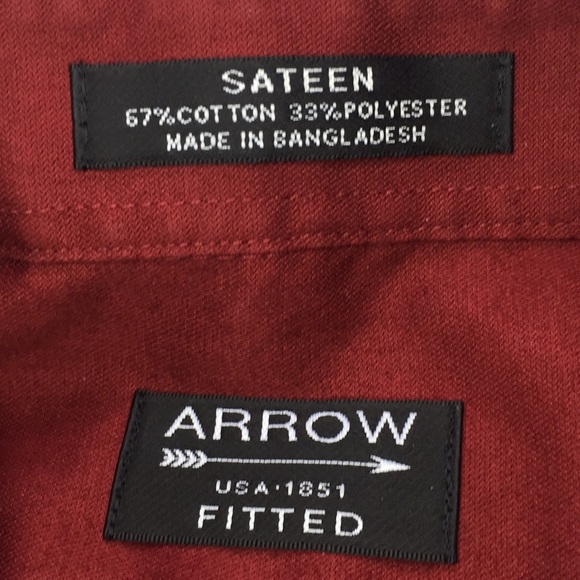 SATEEN
67%COTTON 33%POLYESTER
MADE IN BANGLADESH
ARROW
USA·1851
FITTED